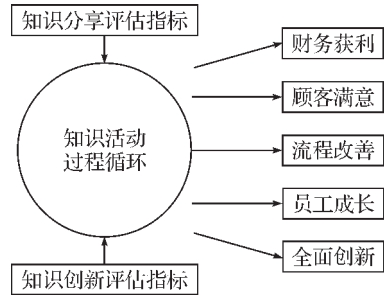 知识分享评估指标
知识活动
过程循环
知识创新评估指标
财务获利
顾客满意
流程改善
员工成长
全面创新